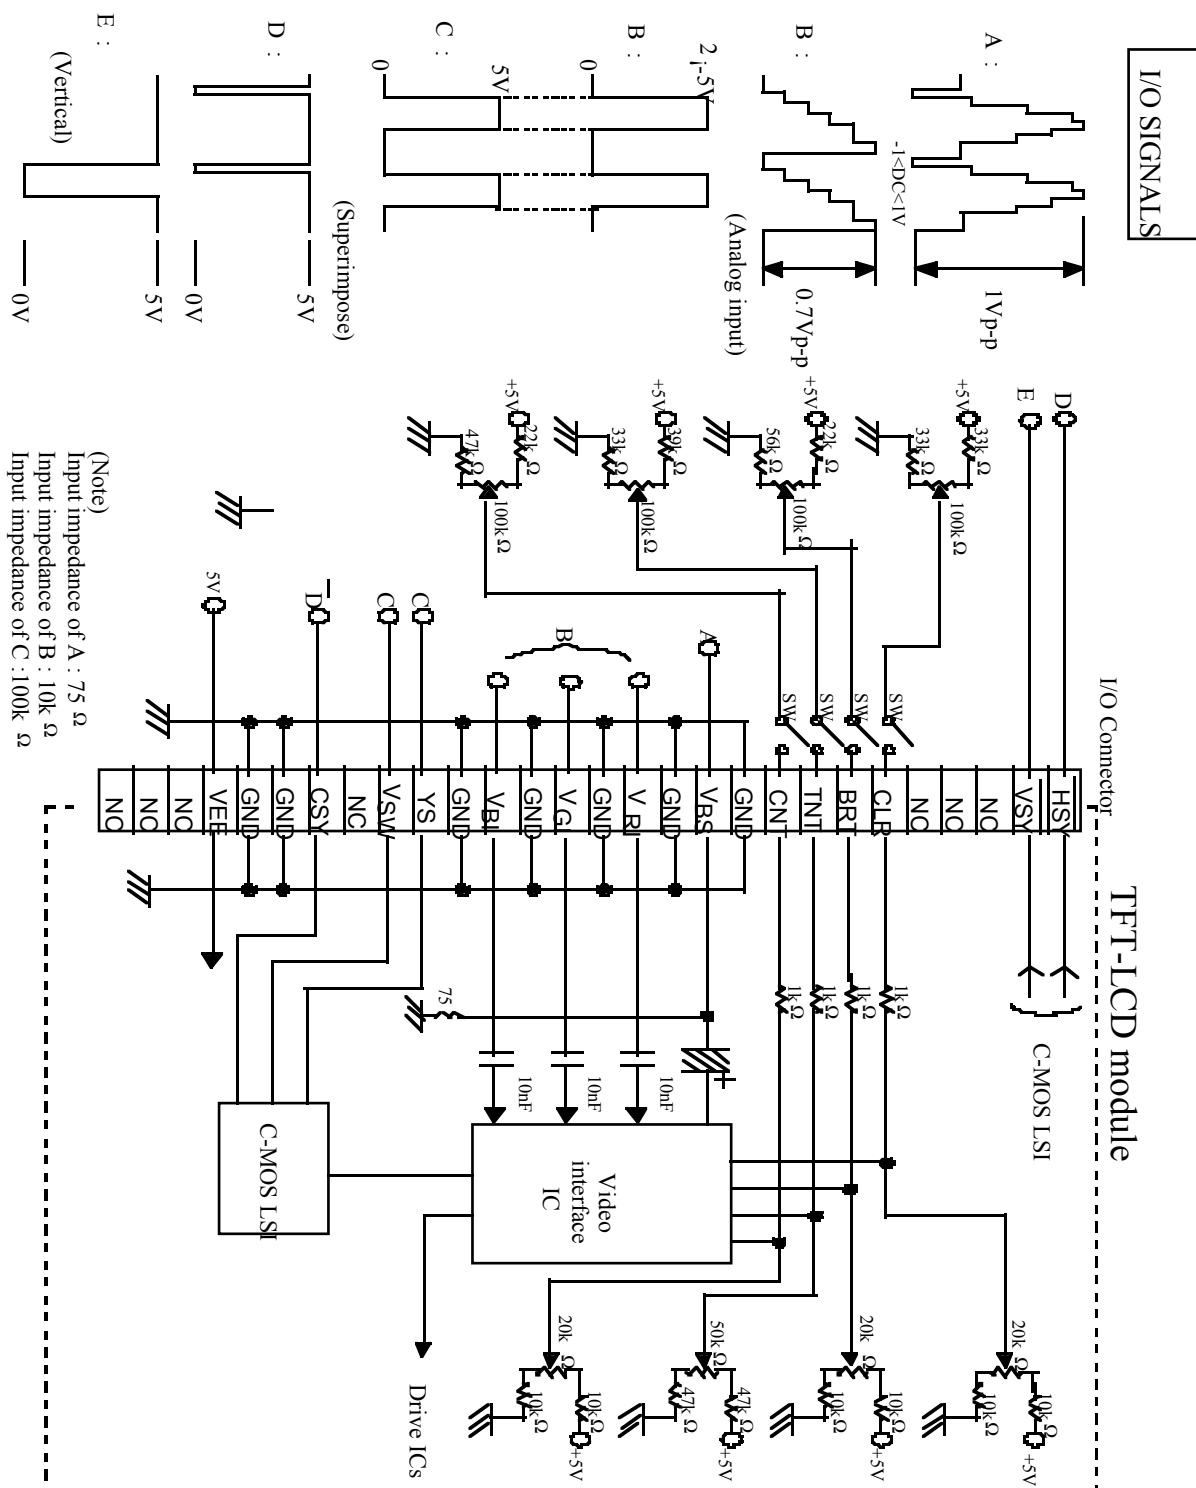 I/O SIGNALS
A :
1Vp-p
-1<DC<1V
B :
0.7Vp-p
(Analog input)
B :
2 ¡-5V
0
C :
5V
0
(Superimpose)
D :
5V
0V
E :
(Vertical)
5V
0V
D
E
+5V
33k Ω
33k Ω
100k Ω
+5V
22k Ω
56k Ω
100k Ω
+5V
39k Ω
33k Ω
100k Ω
+5V
22k Ω
47k Ω
100k Ω
SW
SW
SW
SW
A
B
C
C
D
5V
(Note)
Input impedance of A : 75 Ω
Input impedance of B : 10k Ω
Input impedance of C :100k Ω
I/O Connector
HSY
VSY
NC
NC
NC
CLR
BRT
TNT
CNT
GND
VBS
GND
V RI
GND
VGI
GND
VBI
GND
YS
VSW
NC
CSY
GND
GND
VEE
NC
NC
NC
TFT-LCD module
C-MOS LSI
1k Ω
1k Ω
1k Ω
1k Ω
75
10nF
10nF
10nF
Video
interface
IC
C-MOS LSI
Drive ICs
20k Ω
10k Ω
10k Ω
+5V
20k Ω
10k Ω
10k Ω
+5V
50k Ω
47k Ω
47k Ω
+5V
20k Ω
10k Ω
10k Ω
+5V